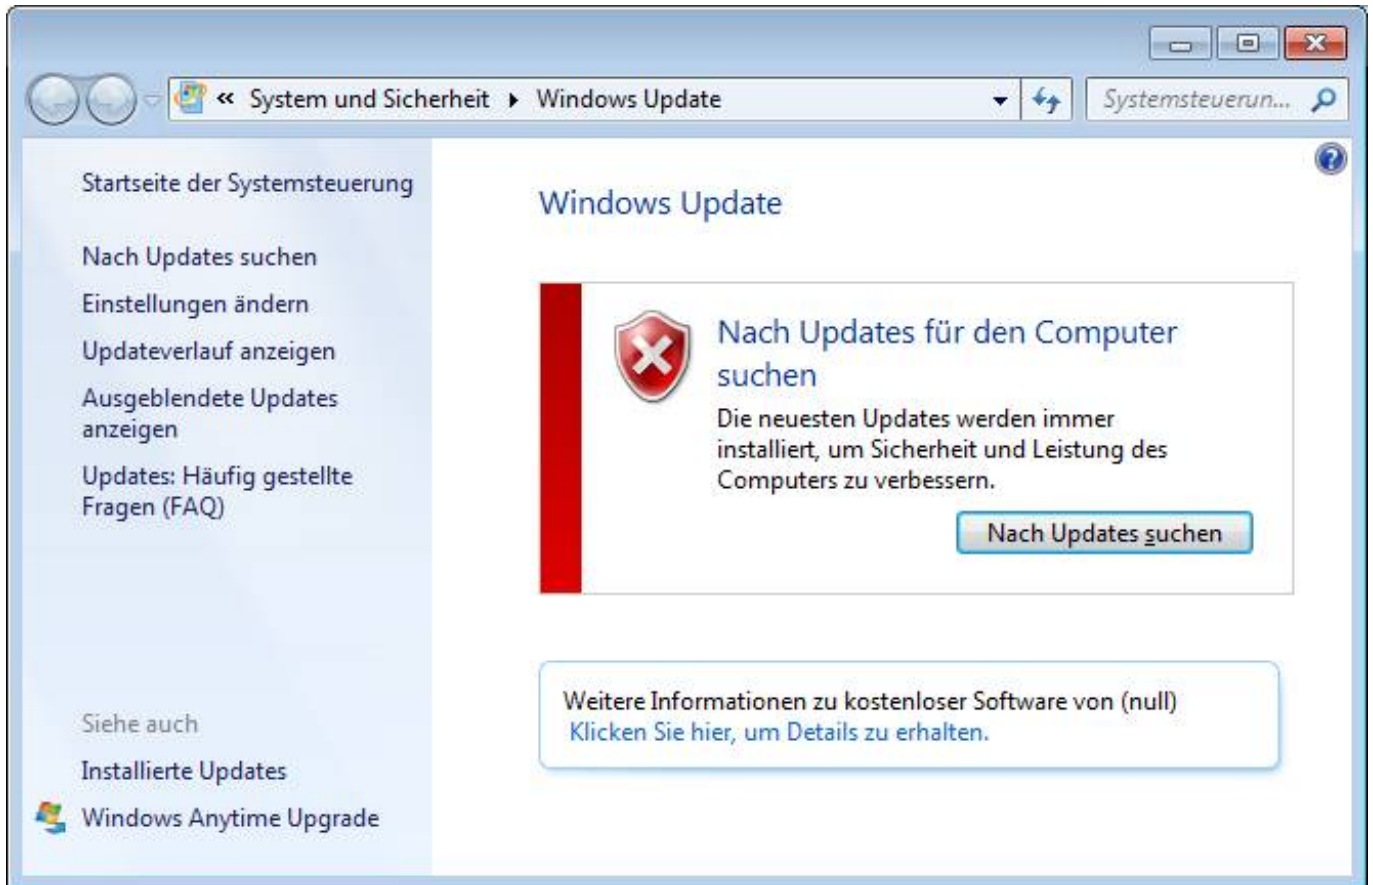 « System und Sicherheit ▸ Windows Update
Systemsteuerun...
Startseite der Systemsteuerung
Nach Updates suchen
Einstellungen ändern
Updateverlauf anzeigen
Ausgeblendete Updates
anzeigen
Updates: Häufig gestellte
Fragen (FAQ)
Siehe auch
Installierte Updates
Windows Anytime Upgrade
Windows Update
Nach Updates für den Computer
suchen
Die neuesten Updates werden immer
installiert, um Sicherheit und Leistung des
Computers zu verbessern.
Nach Updates suchen
Weitere Informationen zu kostenloser Software von (null)
Klicken Sie hier, um Details zu erhalten.